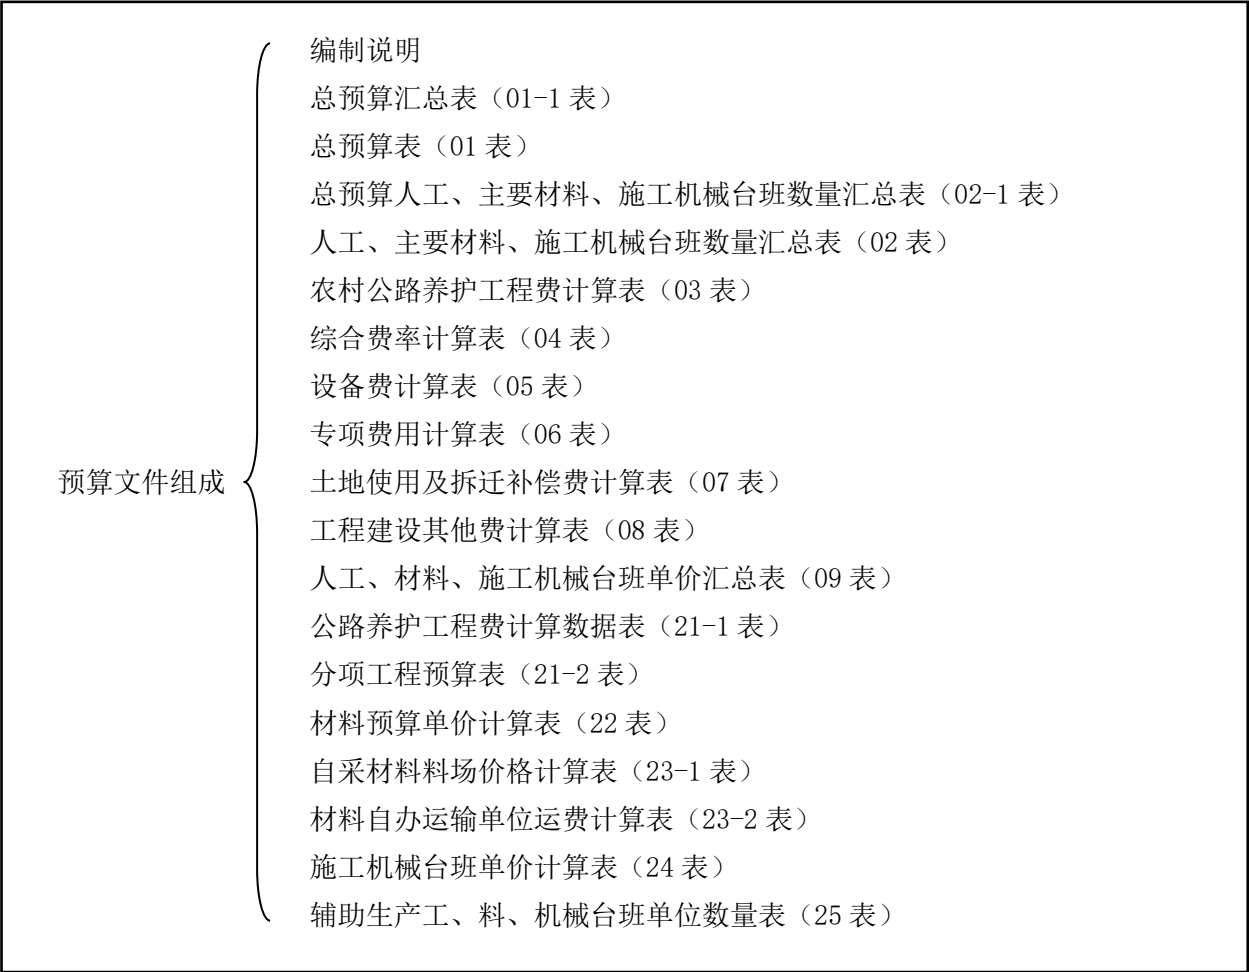 编制说明
总预算汇总表（01-1 表）
总预算表（01 表）
总预算人工、主要材料、施工机械台班数量汇总表（02-1 表）
人工、主要材料、施工机械台班数量汇总表（02 表）
农村公路养护工程费计算表（03 表）
综合费率计算表（04 表）
设备费计算表（05 表）
专项费用计算表（06 表）
预算文件组成
土地使用及拆迁补偿费计算表（07 表）
工程建设其他费计算表（08 表）
人工、材料、施工机械台班单价汇总表（09 表）
公路养护工程费计算数据表（21-1 表）
分项工程预算表（21-2 表）
材料预算单价计算表（22 表）
自采材料料场价格计算表（23-1 表）
材料自办运输单位运费计算表（23-2 表）
施工机械台班单价计算表（24 表）
辅助生产工、料、机械台班单位数量表（25 表）